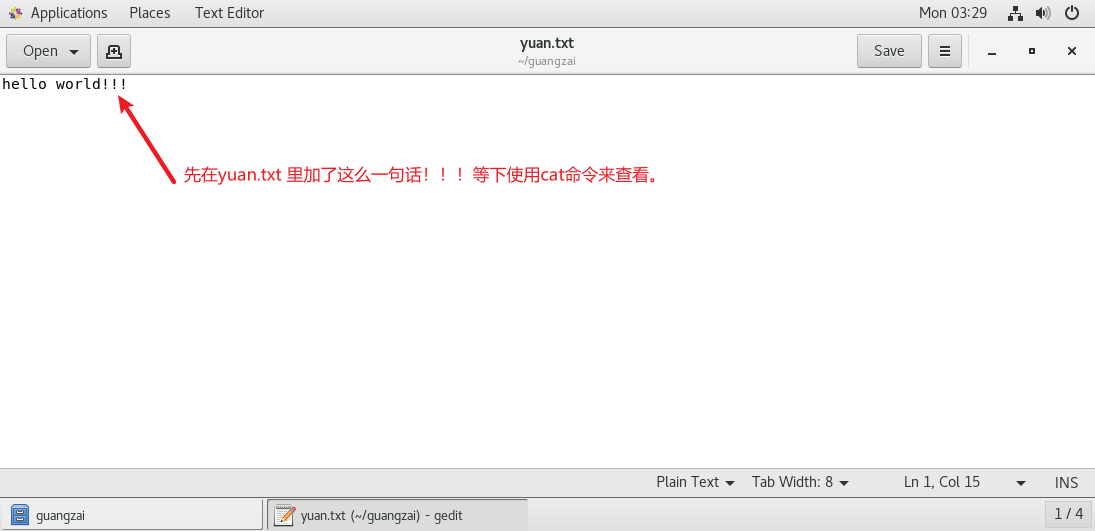 Applications Places Text Editor Mon 03:29
Open yuan.txt Save
~/guangzai
hello world!!!
先在yuan.txt 里加了这么一句话！！！等下使用cat命令来查看。
Plain Text Tab Width: 8 Ln 1, Col 15 INS
guangzai yuan.txt (~/guangzai) - gedit 1 / 4